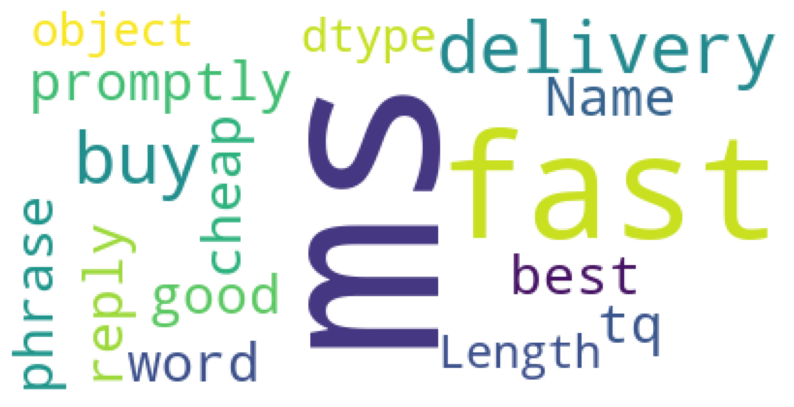 object
dtype
delivery
promptly
Name
buy
cheap
ms
fast
phrase
reply
good
best
word
Length
tq